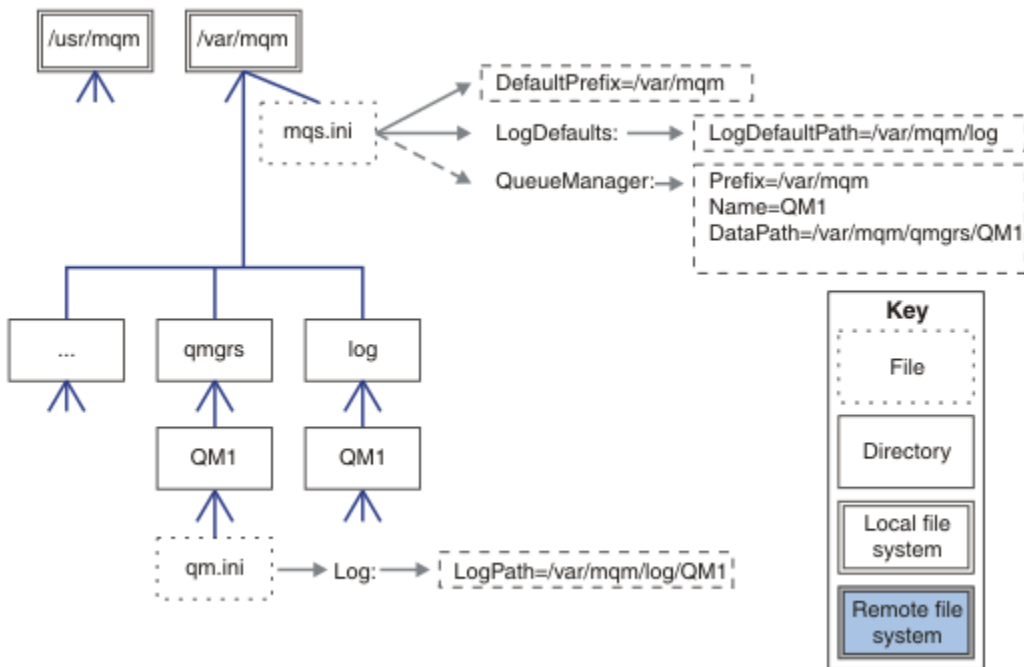 /usr/mqm
/var/mqm
mqs.ini
DefaultPrefix=/var/mqm
LogDefaults:
LogDefaultPath=/var/mqm/log
QueueManager:
Prefix=/var/mqm
Name=QM1
DataPath=/var/mqm/qmgrs/QM1
...
qmgrs
log
QM1
QM1
qm.ini
Log:
LogPath=/var/mqm/log/QM1
Key
File
Directory
Local file
system
Remote file
system